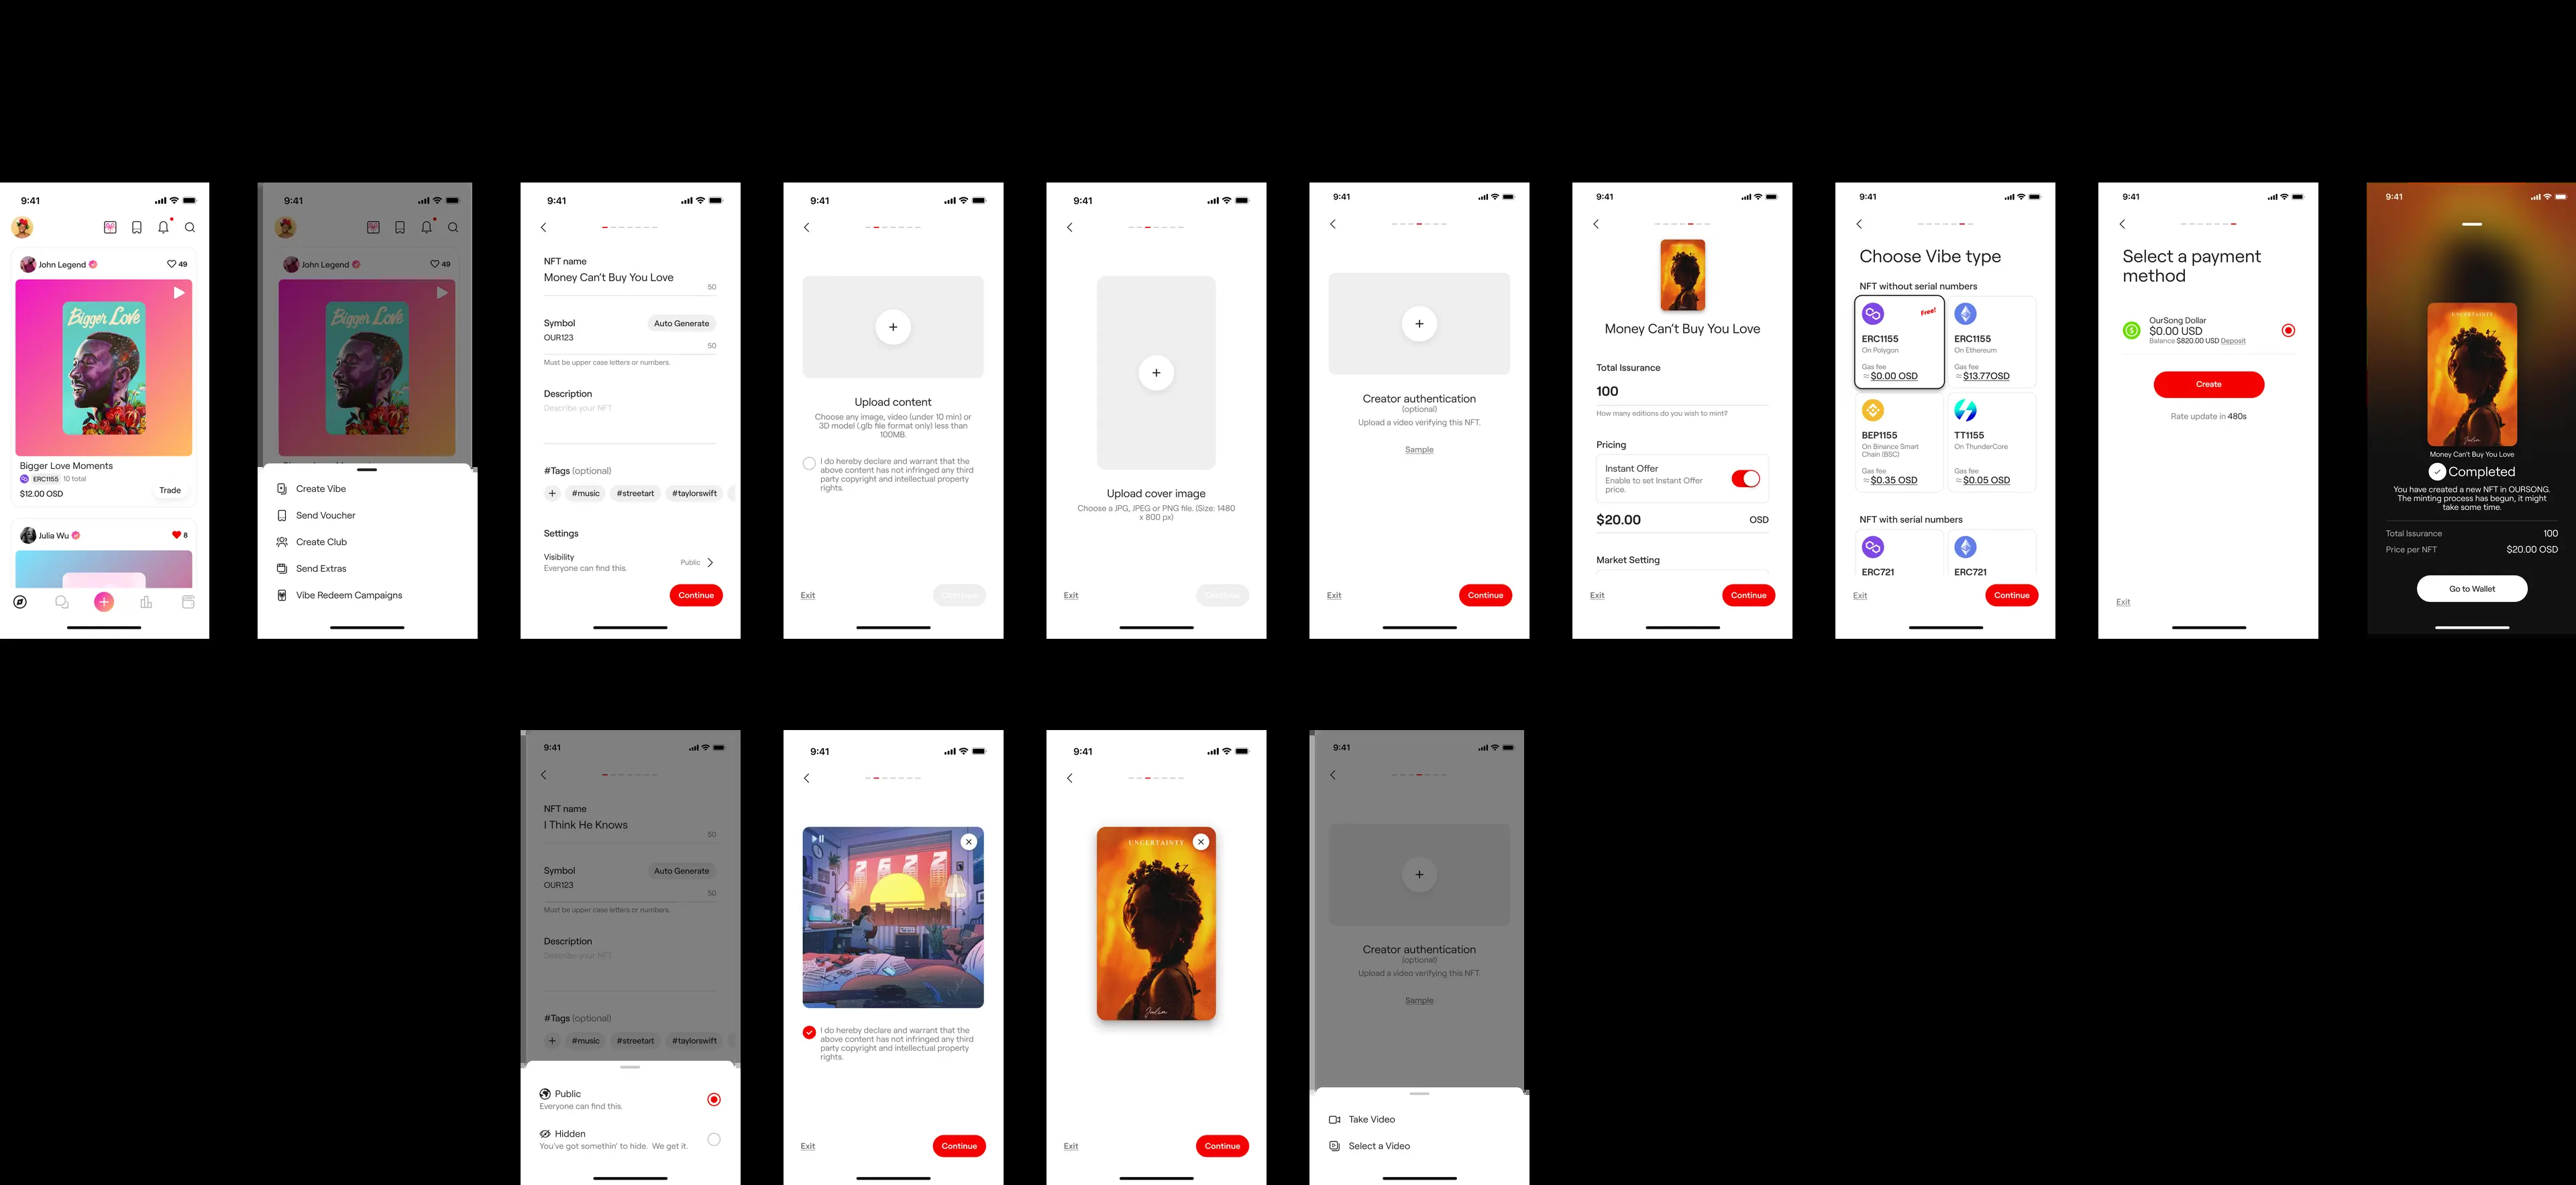 9:41
John Legend
49
Bigger Love
Bigger Love Moments
ERC1155 10 total
$12.00 OSD
Trade
Julia Wu
8
9:41
John Legend
49
Bigger Love
Create Vibe
Send Voucher
Create Club
Send Extras
Vibe Redeem Campaigns
9:41
NFT name
Money Can't Buy You Love
50
Symbol
Auto Generate
OUR123
50
Must be upper case letters or numbers.
Description
Describe your NFT
#Tags (optional)
+ #music #streetart #taylorswift
Settings
Visibility
Everyone can find this.
Public
Continue
9:41
Upload content
Choose any image, video (under 10 min) or
3D model (.glb file format only) less than
100MB.
I do hereby declare and warrant that the
above content has not infringed any third
party copyright and intellectual property
rights.
Exit
Continue
9:41
Upload cover image
Choose a JPG, JPEG or PNG file. (Size: 1480
x 800 px)
Exit
Continue
9:41
Creator authentication
(optional)
Upload a video verifying this NFT.
Sample
Exit
Continue
9:41
Money Can't Buy You Love
Total Issurance
100
How many editions do you wish to mint?
Pricing
Instant Offer
Enable to set Instant Offer
price.
$20.00
OSD
Market Setting
Exit
Continue
9:41
Choose Vibe type
NFT without serial numbers
Free!
ERC1155
On Polygon
Gas fee
≈ $0.00 OSD
ERC1155
On Ethereum
Gas fee
≈ $13.77OSD
BEP1155
On Binance Smart
Chain (BSC)
Gas fee
≈ $0.35 OSD
TT1155
On ThunderCore
Gas fee
≈ $0.05 OSD
NFT with serial numbers
ERC721
ERC721
Exit
Continue
9:41
Select a payment
method
OurSong Dollar
$0.00 USD
Balance $820.00 USD Deposit
Create
Rate update in 480s
Exit
9:41
UNCERTAINTY
Money Can't Buy You Love
Completed
You have created a new NFT in OURSONG.
The minting process has begun, it might
take some time.
Total Issurance
100
Price per NFT
$20.00 OSD
Go to Wallet
9:41
NFT name
I Think He Knows
50
Symbol
Auto Generate
OUR123
50
Must be upper case letters or numbers.
Description
Describe your NFT
#Tags (optional)
+ #music #streetart #taylorswift
Public
Everyone can find this.
Hidden
You've got somethin' to hide. We get it.
9:41
I do hereby declare and warrant that the
above content has not infringed any third
party copyright and intellectual property
rights.
Exit
Continue
9:41
UNCERTAINTY
Exit
Continue
9:41
Creator authentication
(optional)
Upload a video verifying this NFT.
Sample
Take Video
Select a Video